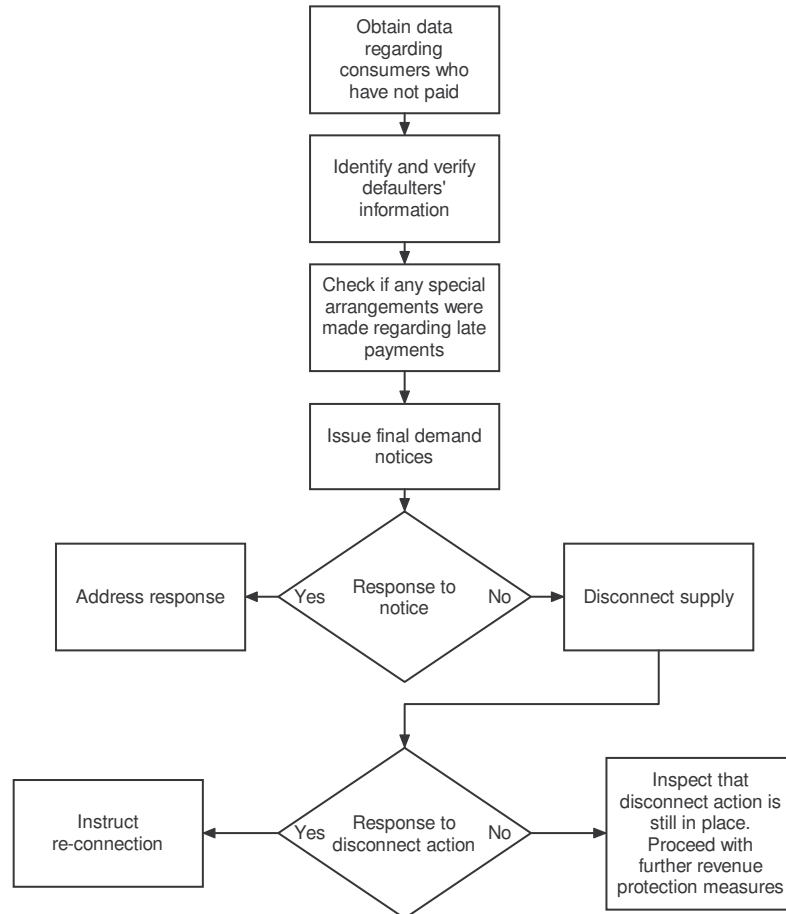 Obtain data
regarding
consumers who
have not paid
Identify and verify
defaulters'
information
Check if any special
arrangements were
made regarding late
payments
Issue final demand
notices
Address response
Yes
Response to
notice
No
Disconnect supply
Instruct
re-connection
Yes
Response to
disconnect action
No
Inspect that
disconnect action is
still in place.
Proceed with
further revenue
protection measures